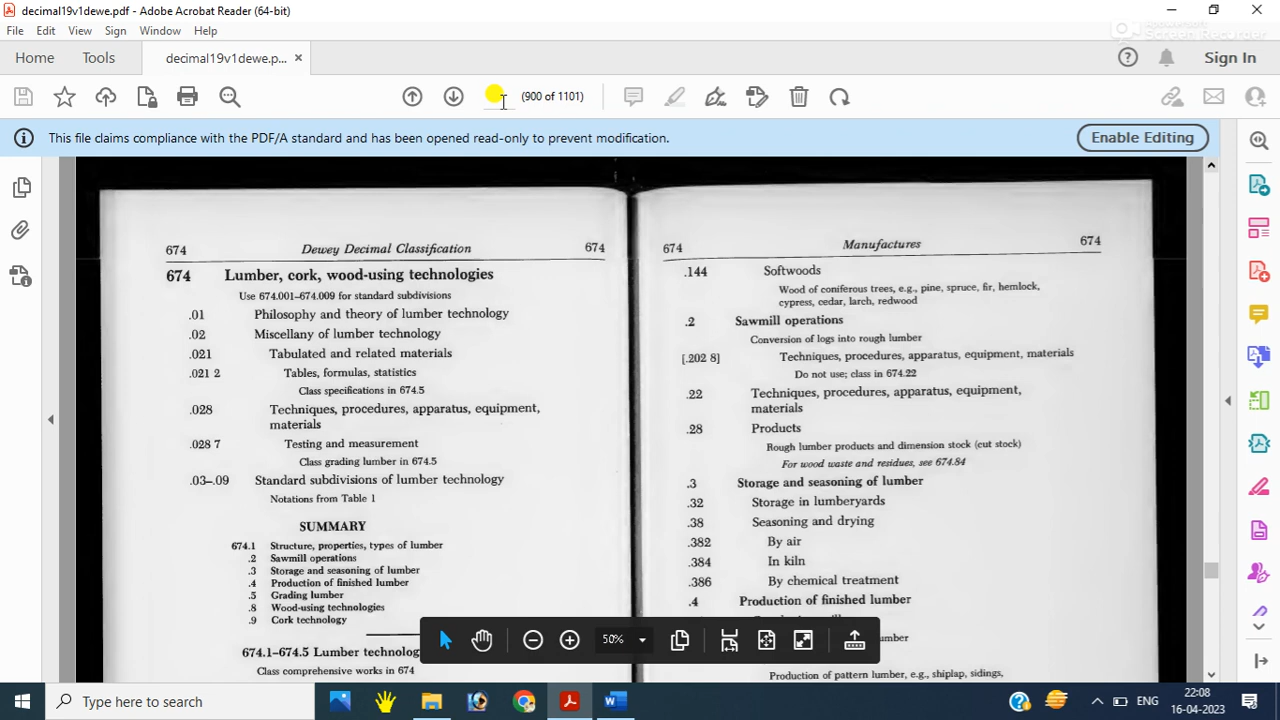 decimal19v1dewe.pdf - Adobe Acrobat Reader (64-bit)
File Edit View Sign Window Help
Screen Recorder
Home Tools decimal19v1dewe.p... × Sign In
(900 of 1101)
This file claims compliance with the PDF/A standard and has been opened read-only to prevent modification. Enable Editing
674 Dewey Decimal Classification 674
674 Lumber, cork, wood-using technologies
Use 674.001–674.009 for standard subdivisions
.01 Philosophy and theory of lumber technology
.02 Miscellany of lumber technology
.021 Tabulated and related materials
.021 2 Tables, formulas, statistics
Class specifications in 674.5
.028 Techniques, procedures, apparatus, equipment,
materials
.028 7 Testing and measurement
Class grading lumber in 674.5
.03–.09 Standard subdivisions of lumber technology
Notations from Table 1
SUMMARY
674.1 Structure, properties, types of lumber
.2 Sawmill operations
.3 Storage and seasoning of lumber
.4 Production of finished lumber
.5 Grading lumber
.8 Wood-using technologies
.9 Cork technology
674.1–674.5 Lumber technolog
Class comprehensive works in 674
674 Manufactures 674
.144 Softwoods
Wood of coniferous trees, e.g., pine, spruce, fir, hemlock,
cypress, cedar, larch, redwood
.2 Sawmill operations
Conversion of logs into rough lumber
[.202 8] Techniques, procedures, apparatus, equipment, materials
Do not use; class in 674.22
.22 Techniques, procedures, apparatus, equipment,
materials
.28 Products
Rough lumber products and dimension stock (cut stock)
For wood waste and residues, see 674.84
.3 Storage and seasoning of lumber
.32 Storage in lumberyards
.38 Seasoning and drying
.382 By air
.384 In kiln
.386 By chemical treatment
.4 Production of finished lumber
Production of pattern lumber, e.g., shiplap, sidings,
50%
Type here to search
ENG
22:08
16-04-2023